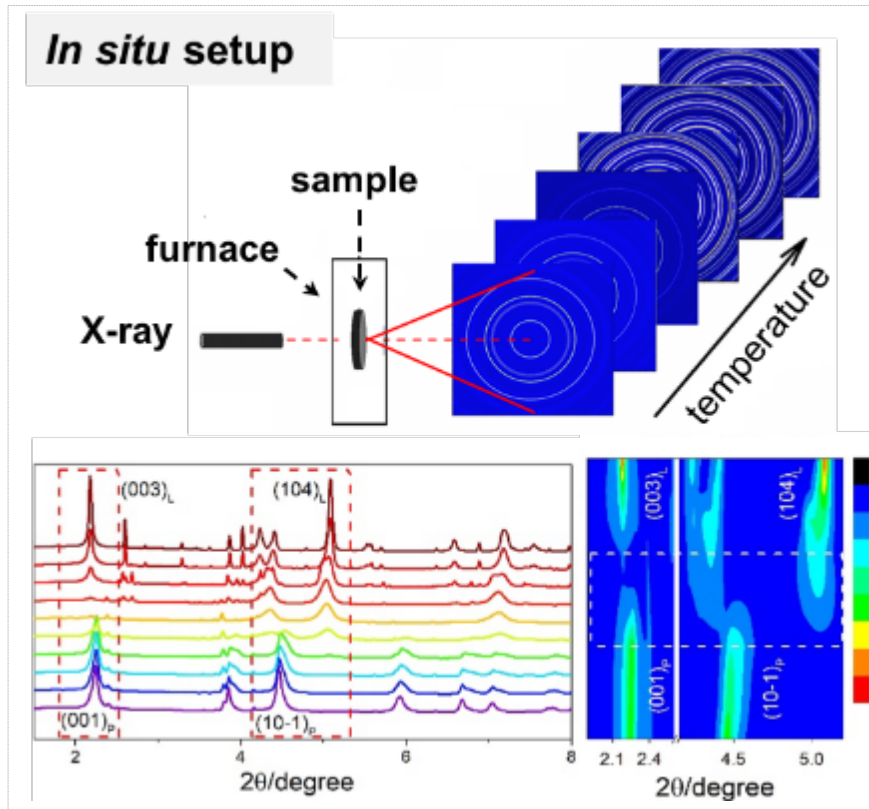 In situ setup
sample
furnace
X-ray
temperature
(003)L
(104)L
(001)P
(10-1)P
2 4 6 8
2θ/degree
(003)L
(104)L
(001)P
(10-1)P
2.1 2.4 4.5 5.0
2θ/degree